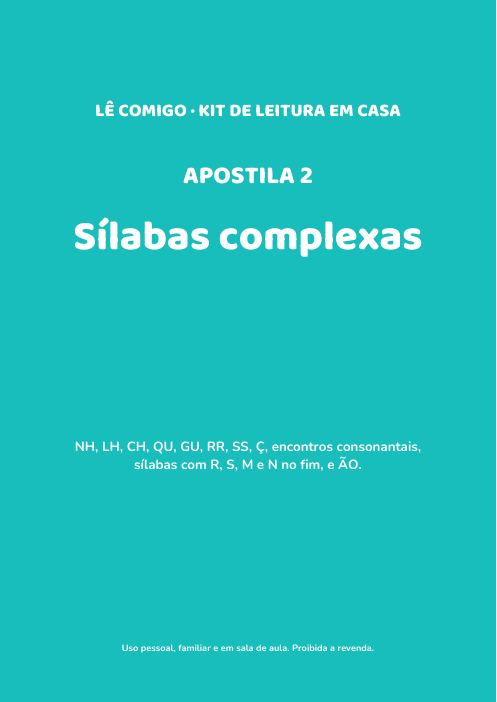 LÊ COMIGO · KIT DE LEITURA EM CASA
APOSTILA 2
Sílabas complexas
NH, LH, CH, QU, GU, RR, SS, Ç, encontros consonantais,
sílabas com R, S, M e N no fim, e ÃO.
Uso pessoal, familiar e em sala de aula. Proibida a revenda.